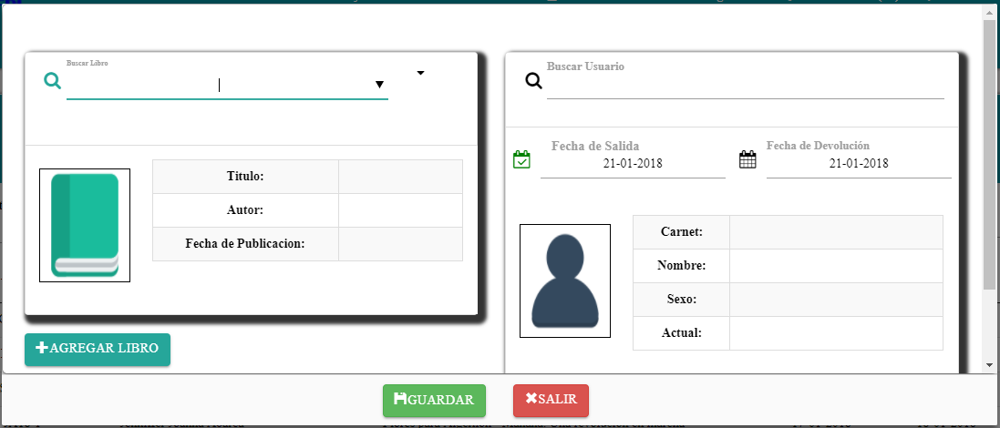 Buscar Libro
Titulo:
Autor:
Fecha de Publicacion:
AGREGAR LIBRO
Buscar Usuario
Fecha de Salida
21-01-2018
Fecha de Devolución
21-01-2018
Carnet:
Nombre:
Sexo:
Actual:
GUARDAR
SALIR